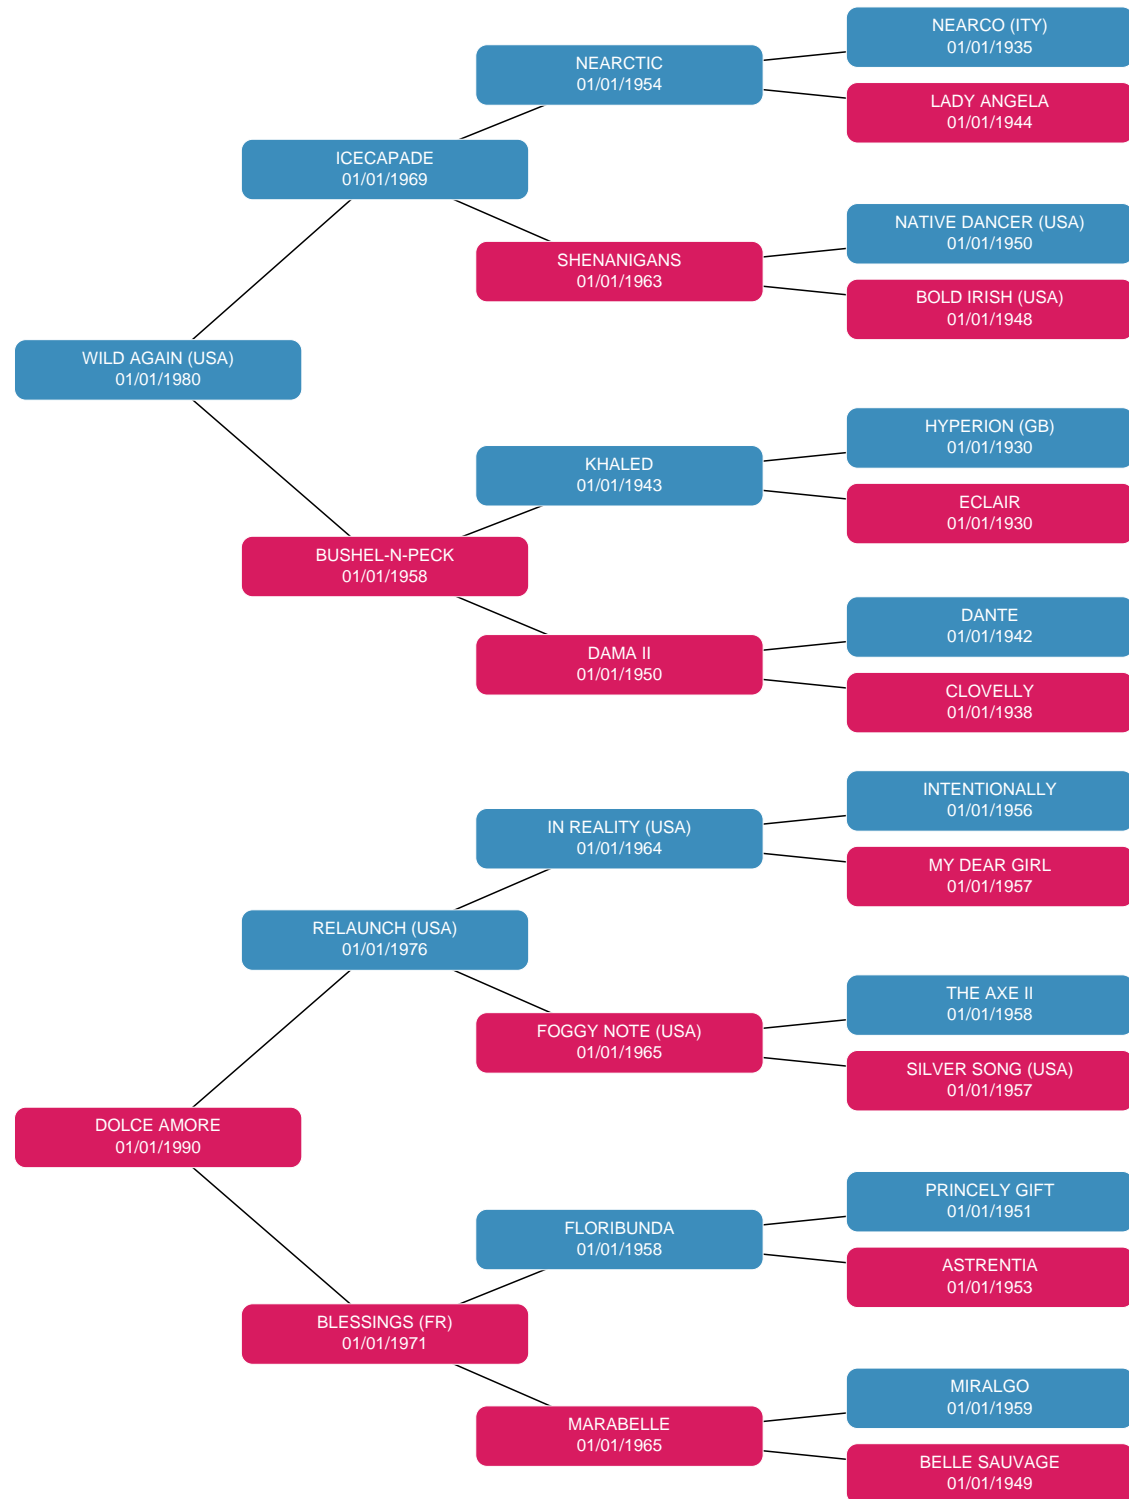 NEARCO (ITY)
01/01/1935
NEARCTIC
01/01/1954
LADY ANGELA
01/01/1944
ICECAPADE
01/01/1969
NATIVE DANCER (USA)
01/01/1950
SHENANIGANS
01/01/1963
BOLD IRISH (USA)
01/01/1948
WILD AGAIN (USA)
01/01/1980
HYPERION (GB)
01/01/1930
KHALED
01/01/1943
ECLAIR
01/01/1930
BUSHEL-N-PECK
01/01/1958
DANTE
01/01/1942
DAMA II
01/01/1950
CLOVELLY
01/01/1938
INTENTIONALLY
01/01/1956
IN REALITY (USA)
01/01/1964
MY DEAR GIRL
01/01/1957
RELAUNCH (USA)
01/01/1976
THE AXE II
01/01/1958
FOGGY NOTE (USA)
01/01/1965
SILVER SONG (USA)
01/01/1957
DOLCE AMORE
01/01/1990
PRINCELY GIFT
01/01/1951
FLORIBUNDA
01/01/1958
ASTRENTIA
01/01/1953
BLESSINGS (FR)
01/01/1971
MIRALGO
01/01/1959
MARABELLE
01/01/1965
BELLE SAUVAGE
01/01/1949